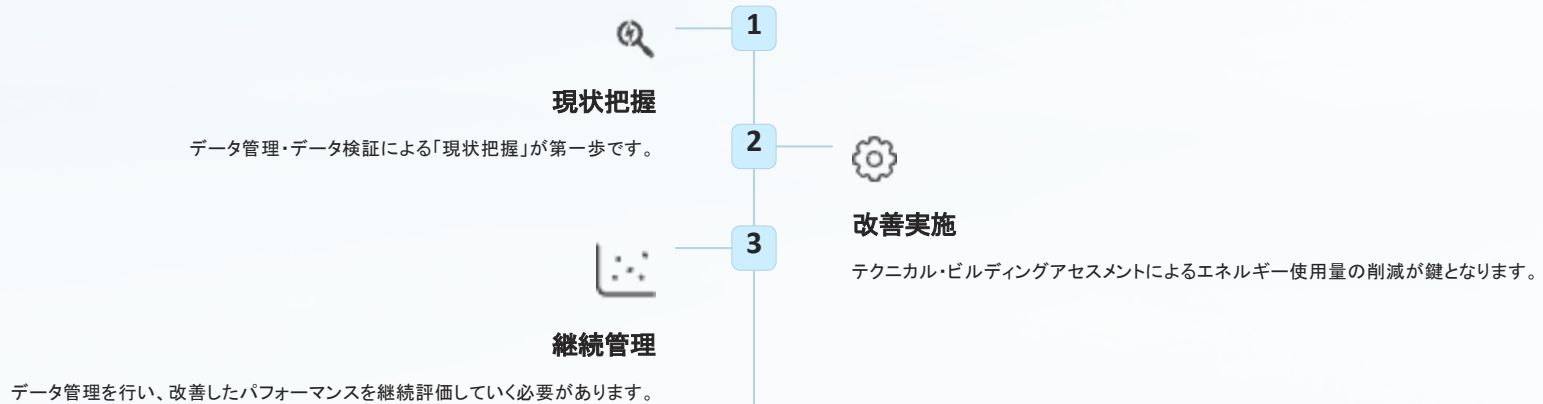 1
現状把握
データ管理・データ検証による「現状把握」が第一歩です。
2
改善実施
テクニカル・ビルディングアセスメントによるエネルギー使用量の削減が鍵となります。
3
継続管理
データ管理を行い、改善したパフォーマンスを継続評価していく必要があります。